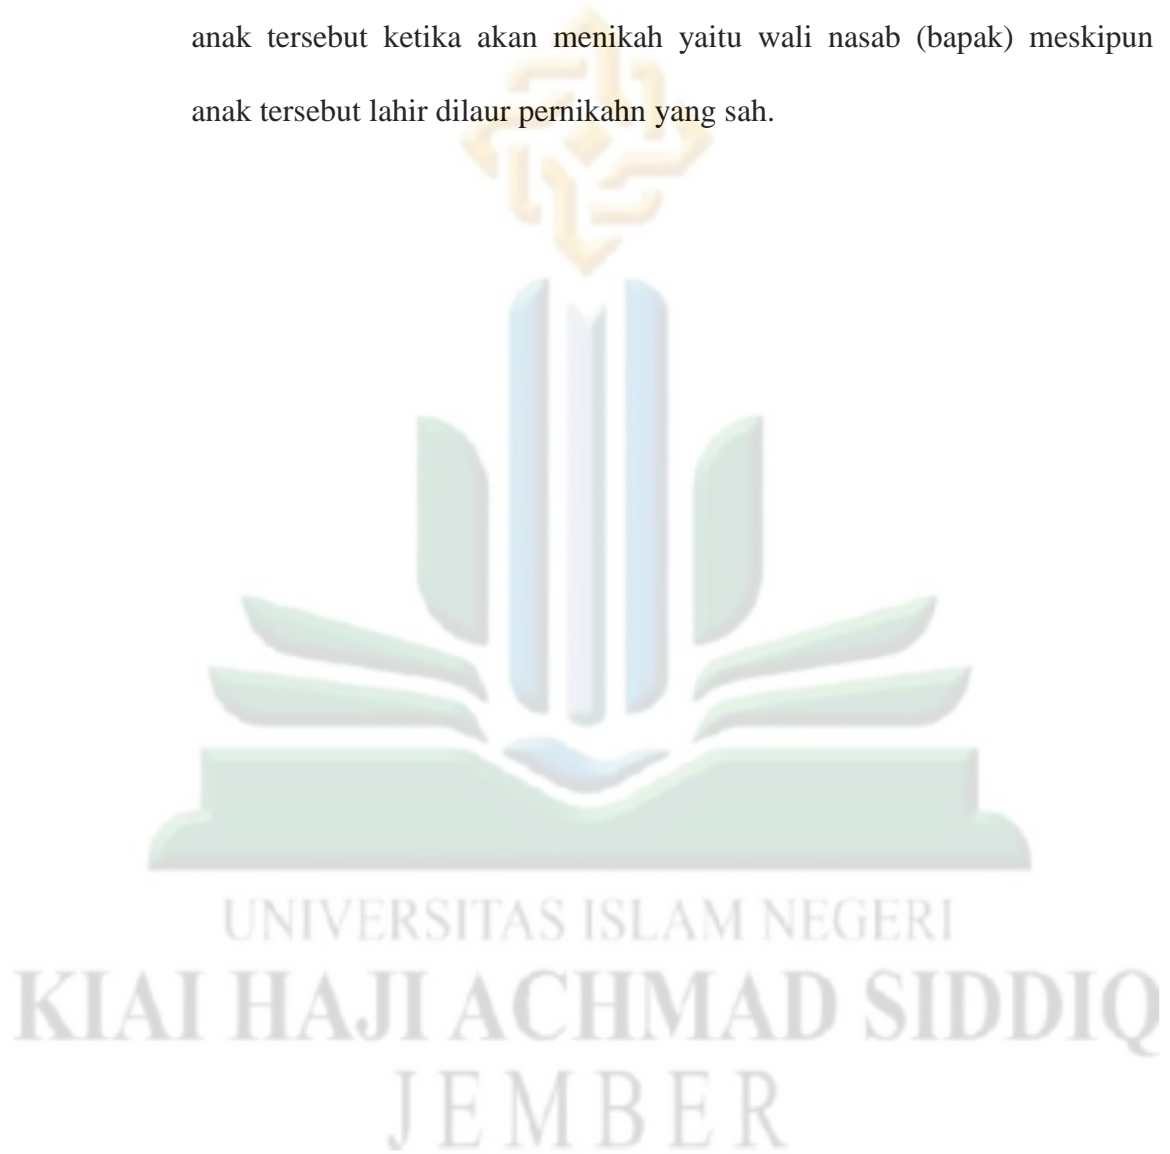 anak tersebut ketika akan menikah yaitu wali nasab (bapak) meskipun
anak tersebut lahir dilaur pernikahn yang sah.
UNIVERSITAS ISLAM NEGERI
KIAI HAJI ACHMAD SIDDIQ
JEMBER